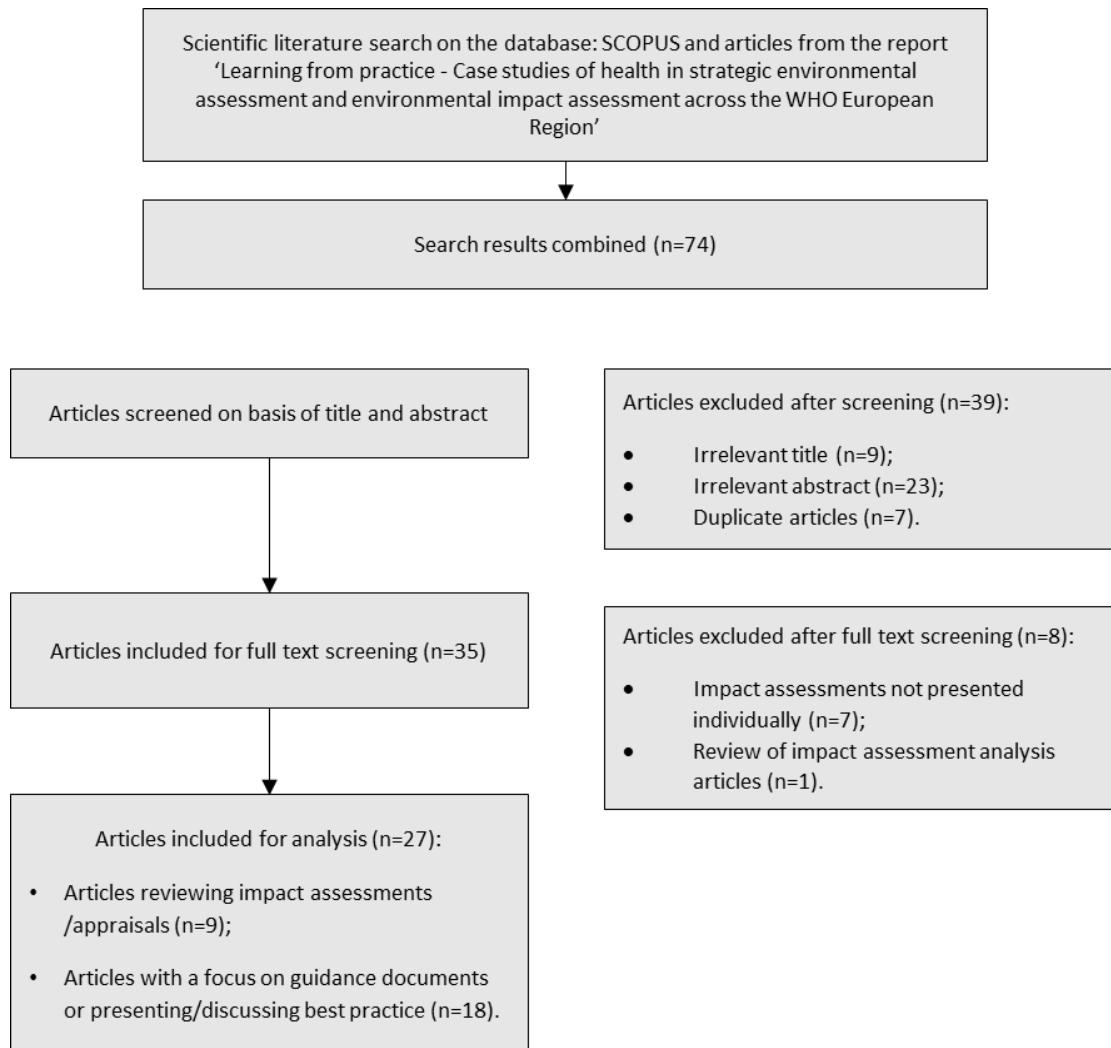 Scientific literature search on the database: SCOPUS and articles from the report
‘Learning from practice - Case studies of health in strategic environmental
assessment and environmental impact assessment across the WHO European
Region’
Search results combined (n=74)
Articles screened on basis of title and abstract
Articles excluded after screening (n=39):
• Irrelevant title (n=9);
• Irrelevant abstract (n=23);
• Duplicate articles (n=7).
Articles included for full text screening (n=35)
Articles excluded after full text screening (n=8):
• Impact assessments not presented
individually (n=7);
• Review of impact assessment analysis
articles (n=1).
Articles included for analysis (n=27):
• Articles reviewing impact assessments
/appraisals (n=9);
• Articles with a focus on guidance documents
or presenting/discussing best practice (n=18).